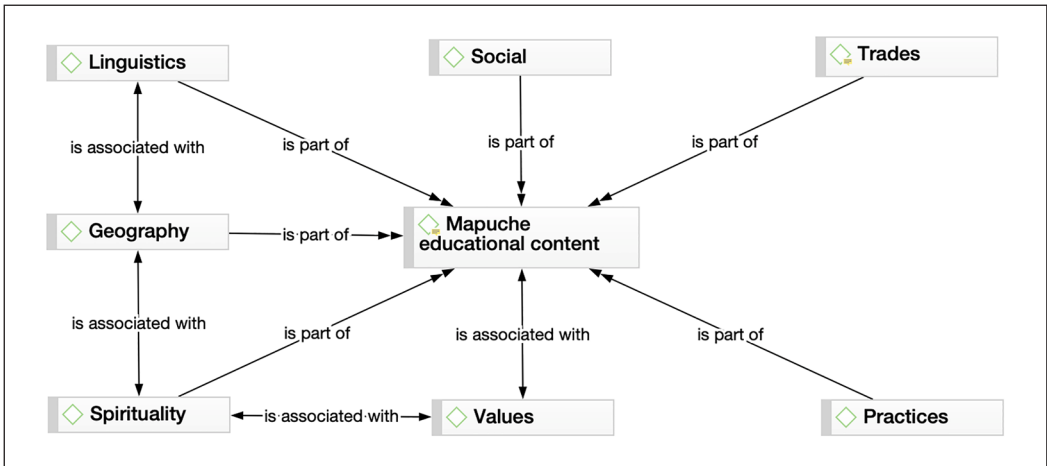 Linguistics
Social
Trades
is associated with
is part of
is part of
is part of
Geography
is part of
Mapuche
educational content
is associated with
is part of
is associated with
is part of
Spirituality
is associated with
Values
Practices